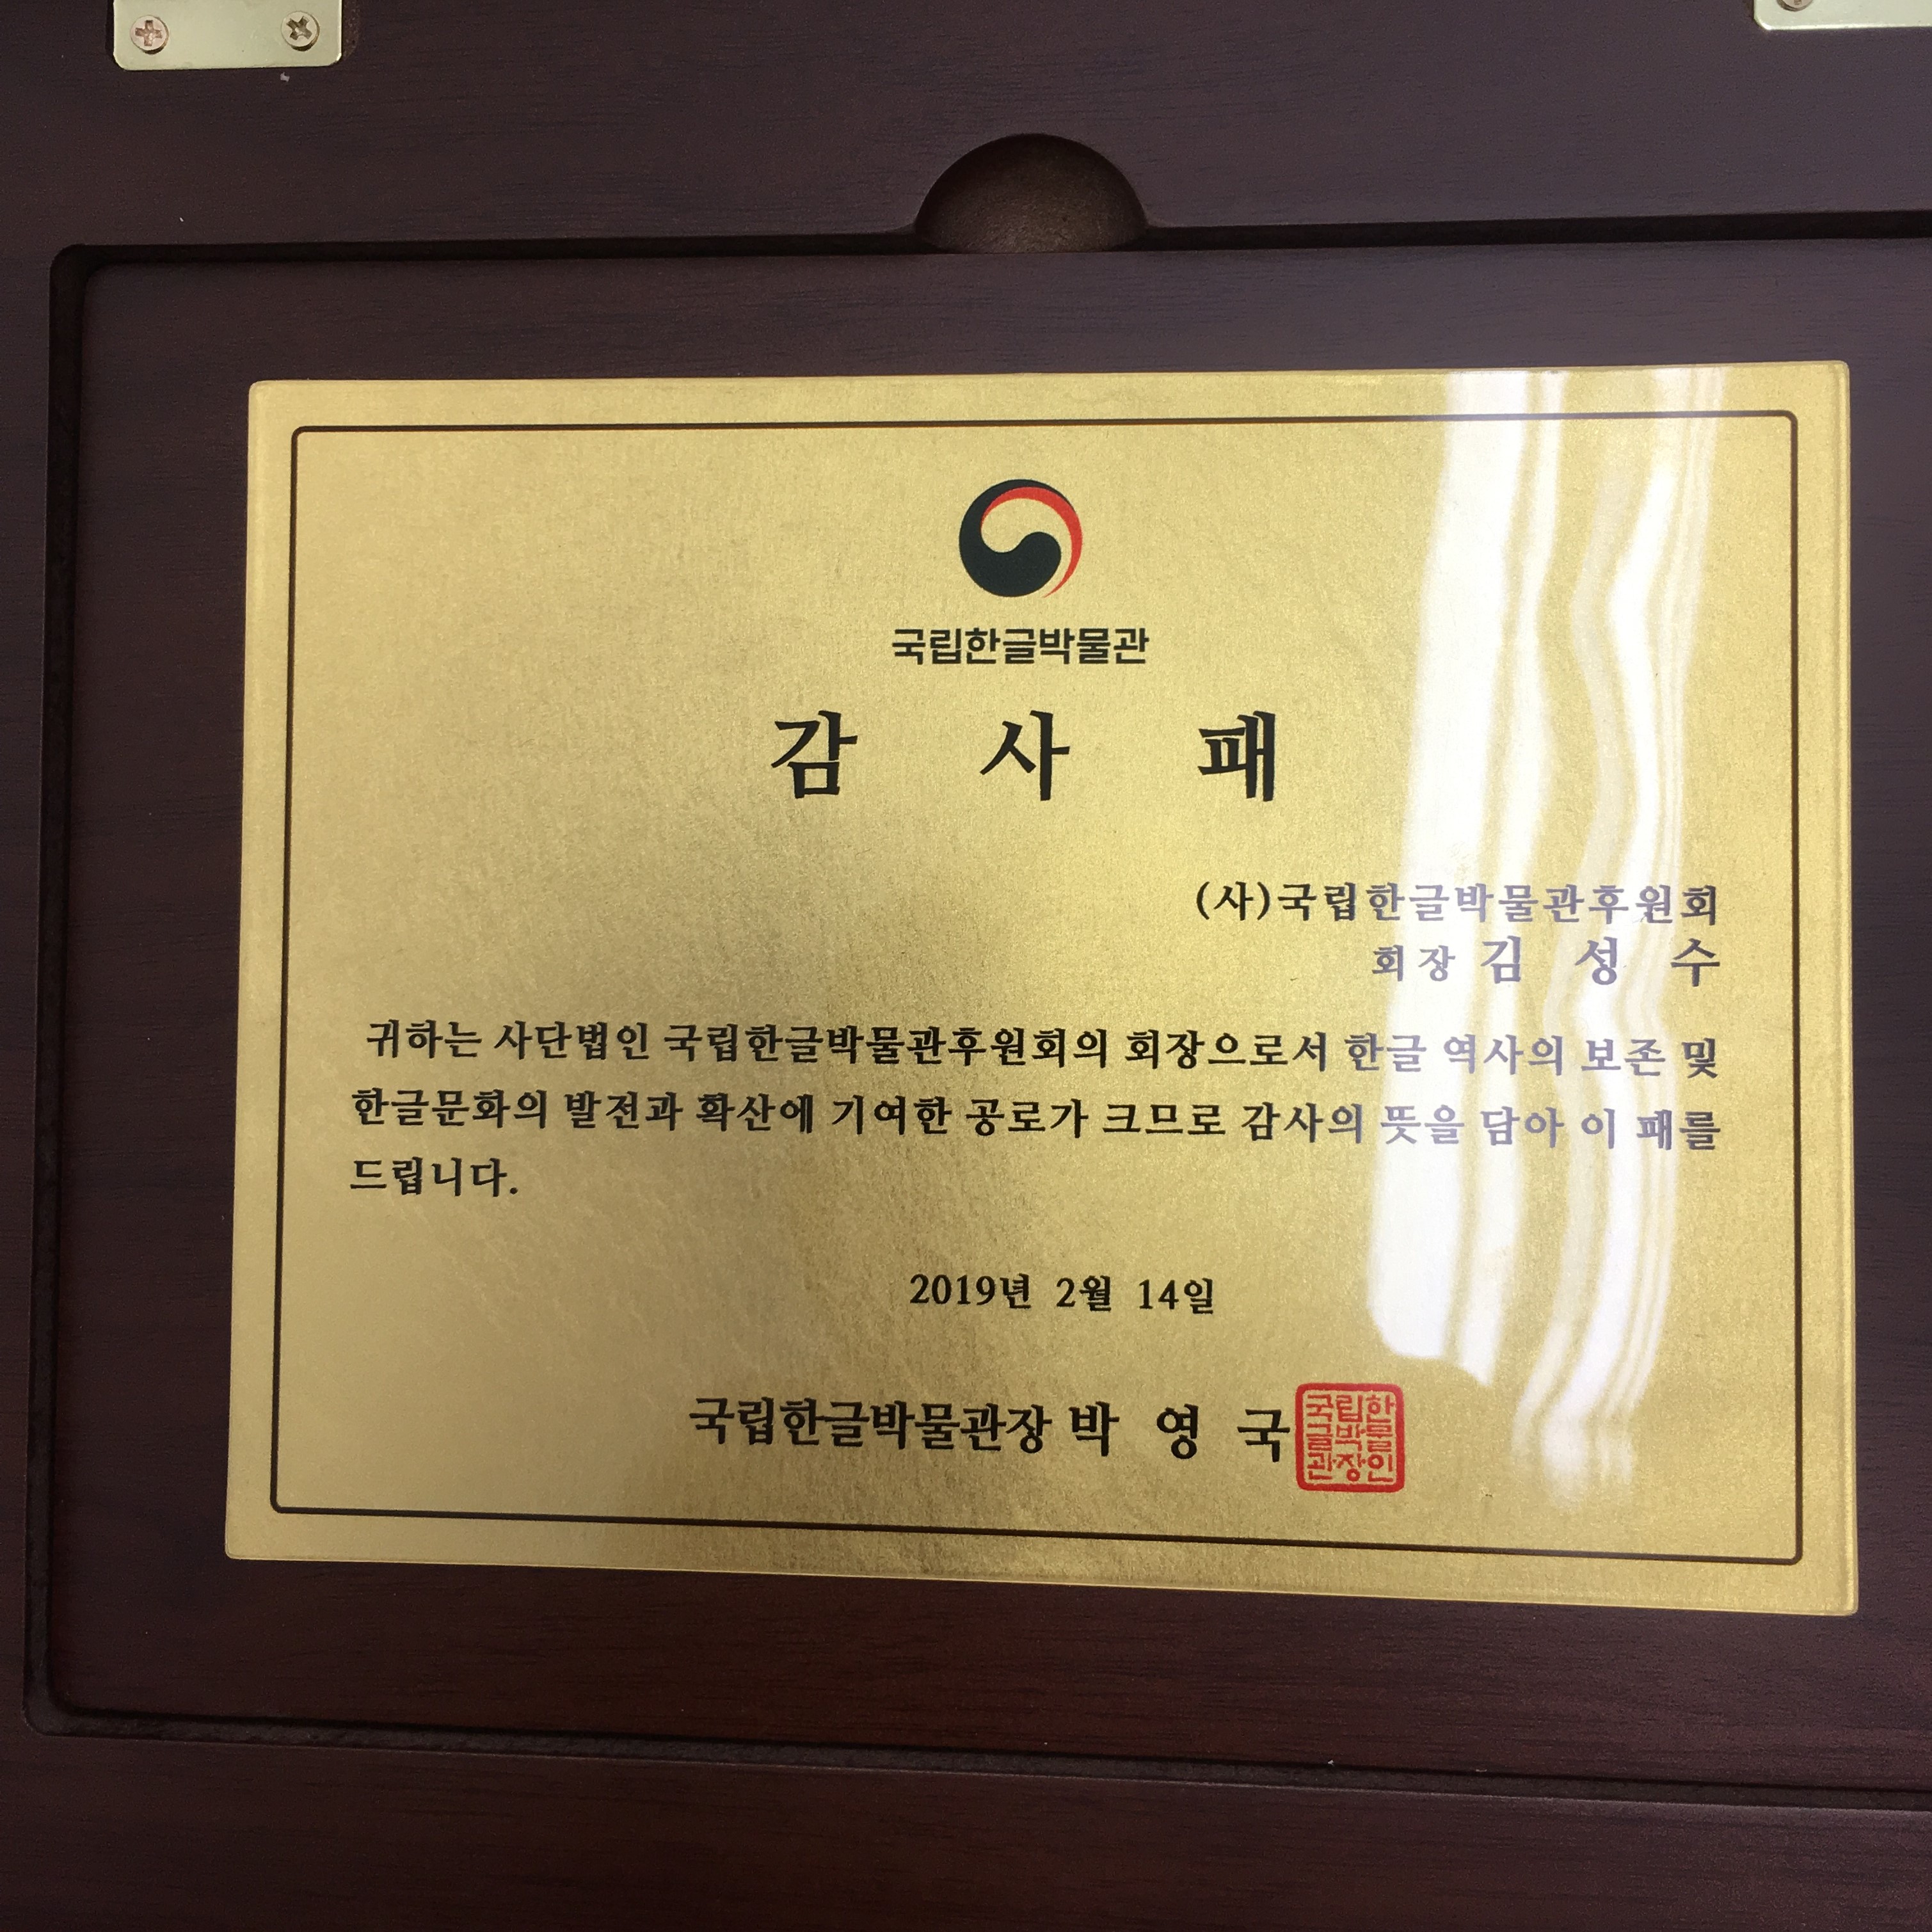 국립한글박물관
감 사 패
(사)국립한글박물관후원회
회장 김 성 수
귀하는 사단법인 국립한글박물관후원회의 회장으로서 한글 역사의 보존 및
한글문화의 발전과 확산에 기여한 공로가 크므로 감사의 뜻을 담아 이 패를
드립니다.
2019년 2월 14일
국립한글박물관장 박 영 국
국립한
글박물
관장인